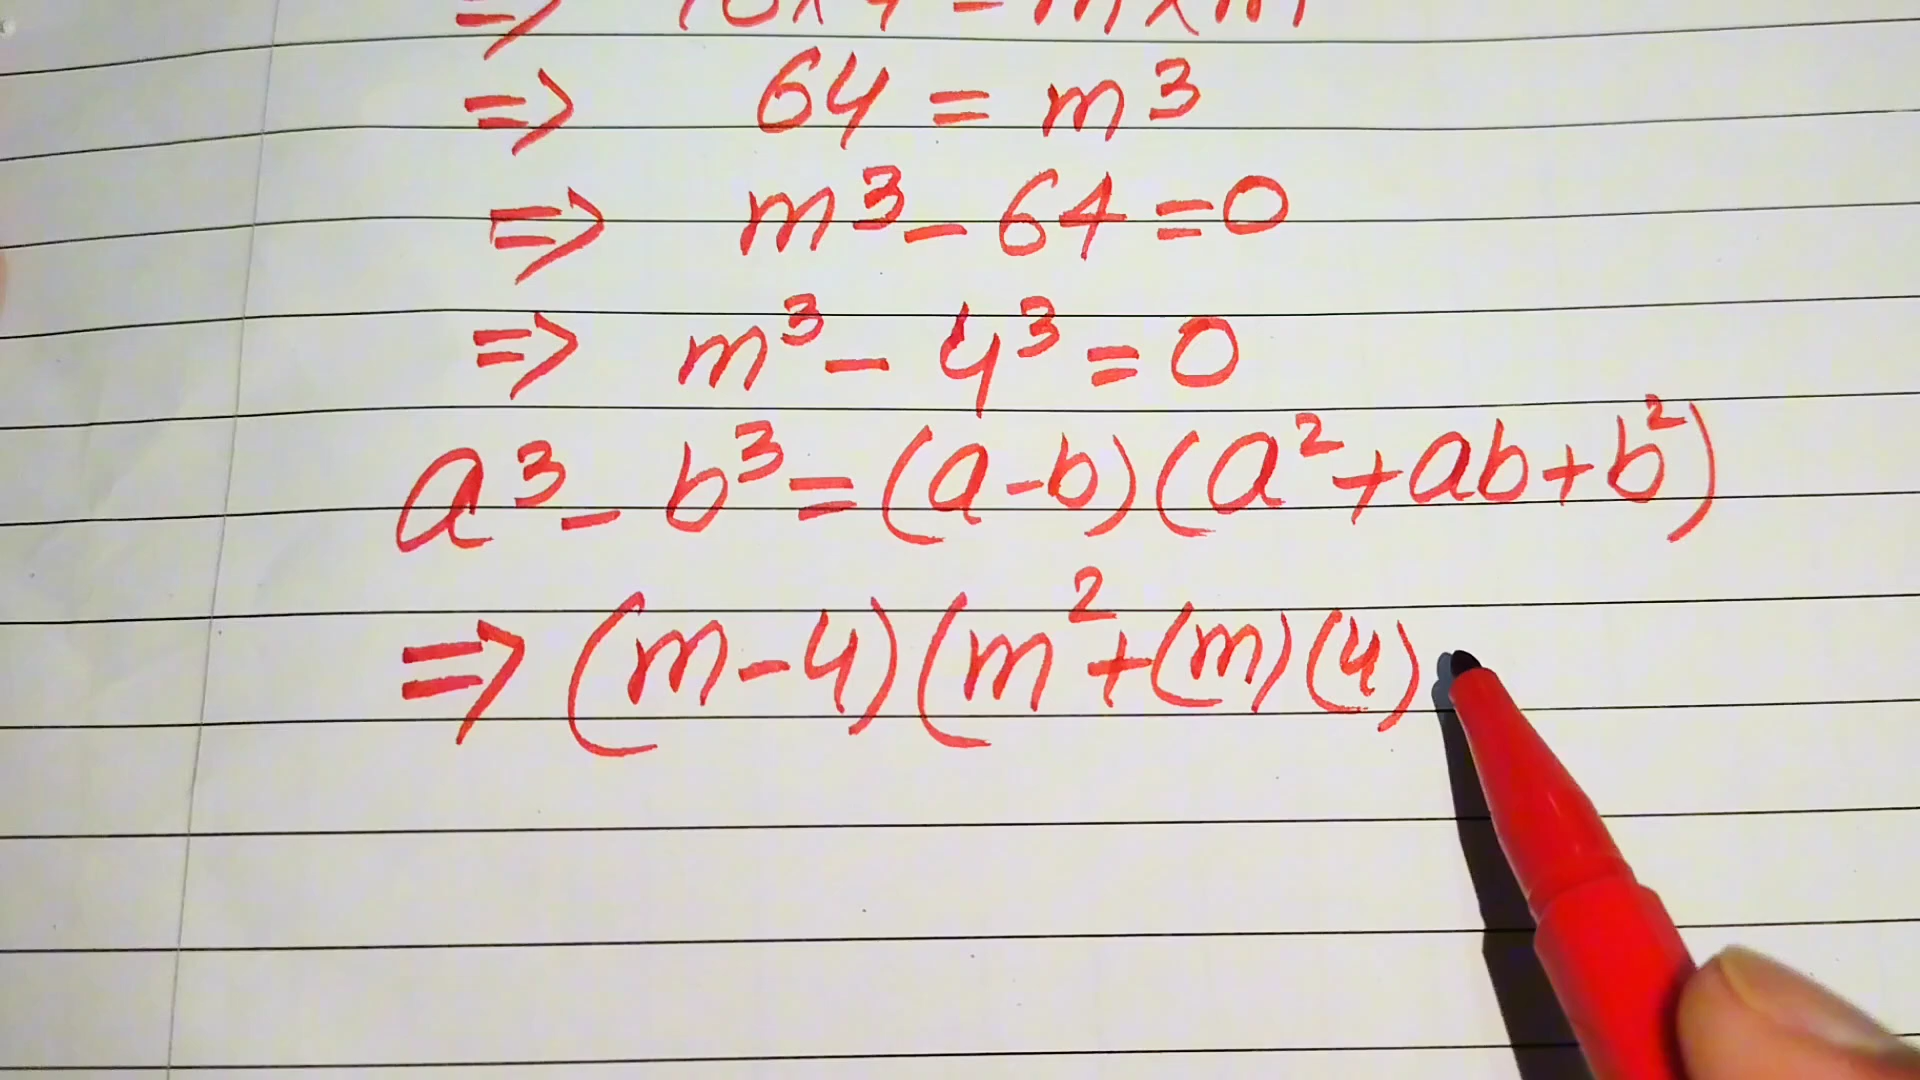 => 64 = m³
=> m³ - 64 = 0
=> m³ - 4³ = 0
a³ - b³ = (a-b)(a²+ab+b²)
=> (m-4)(m²+(m)(4)